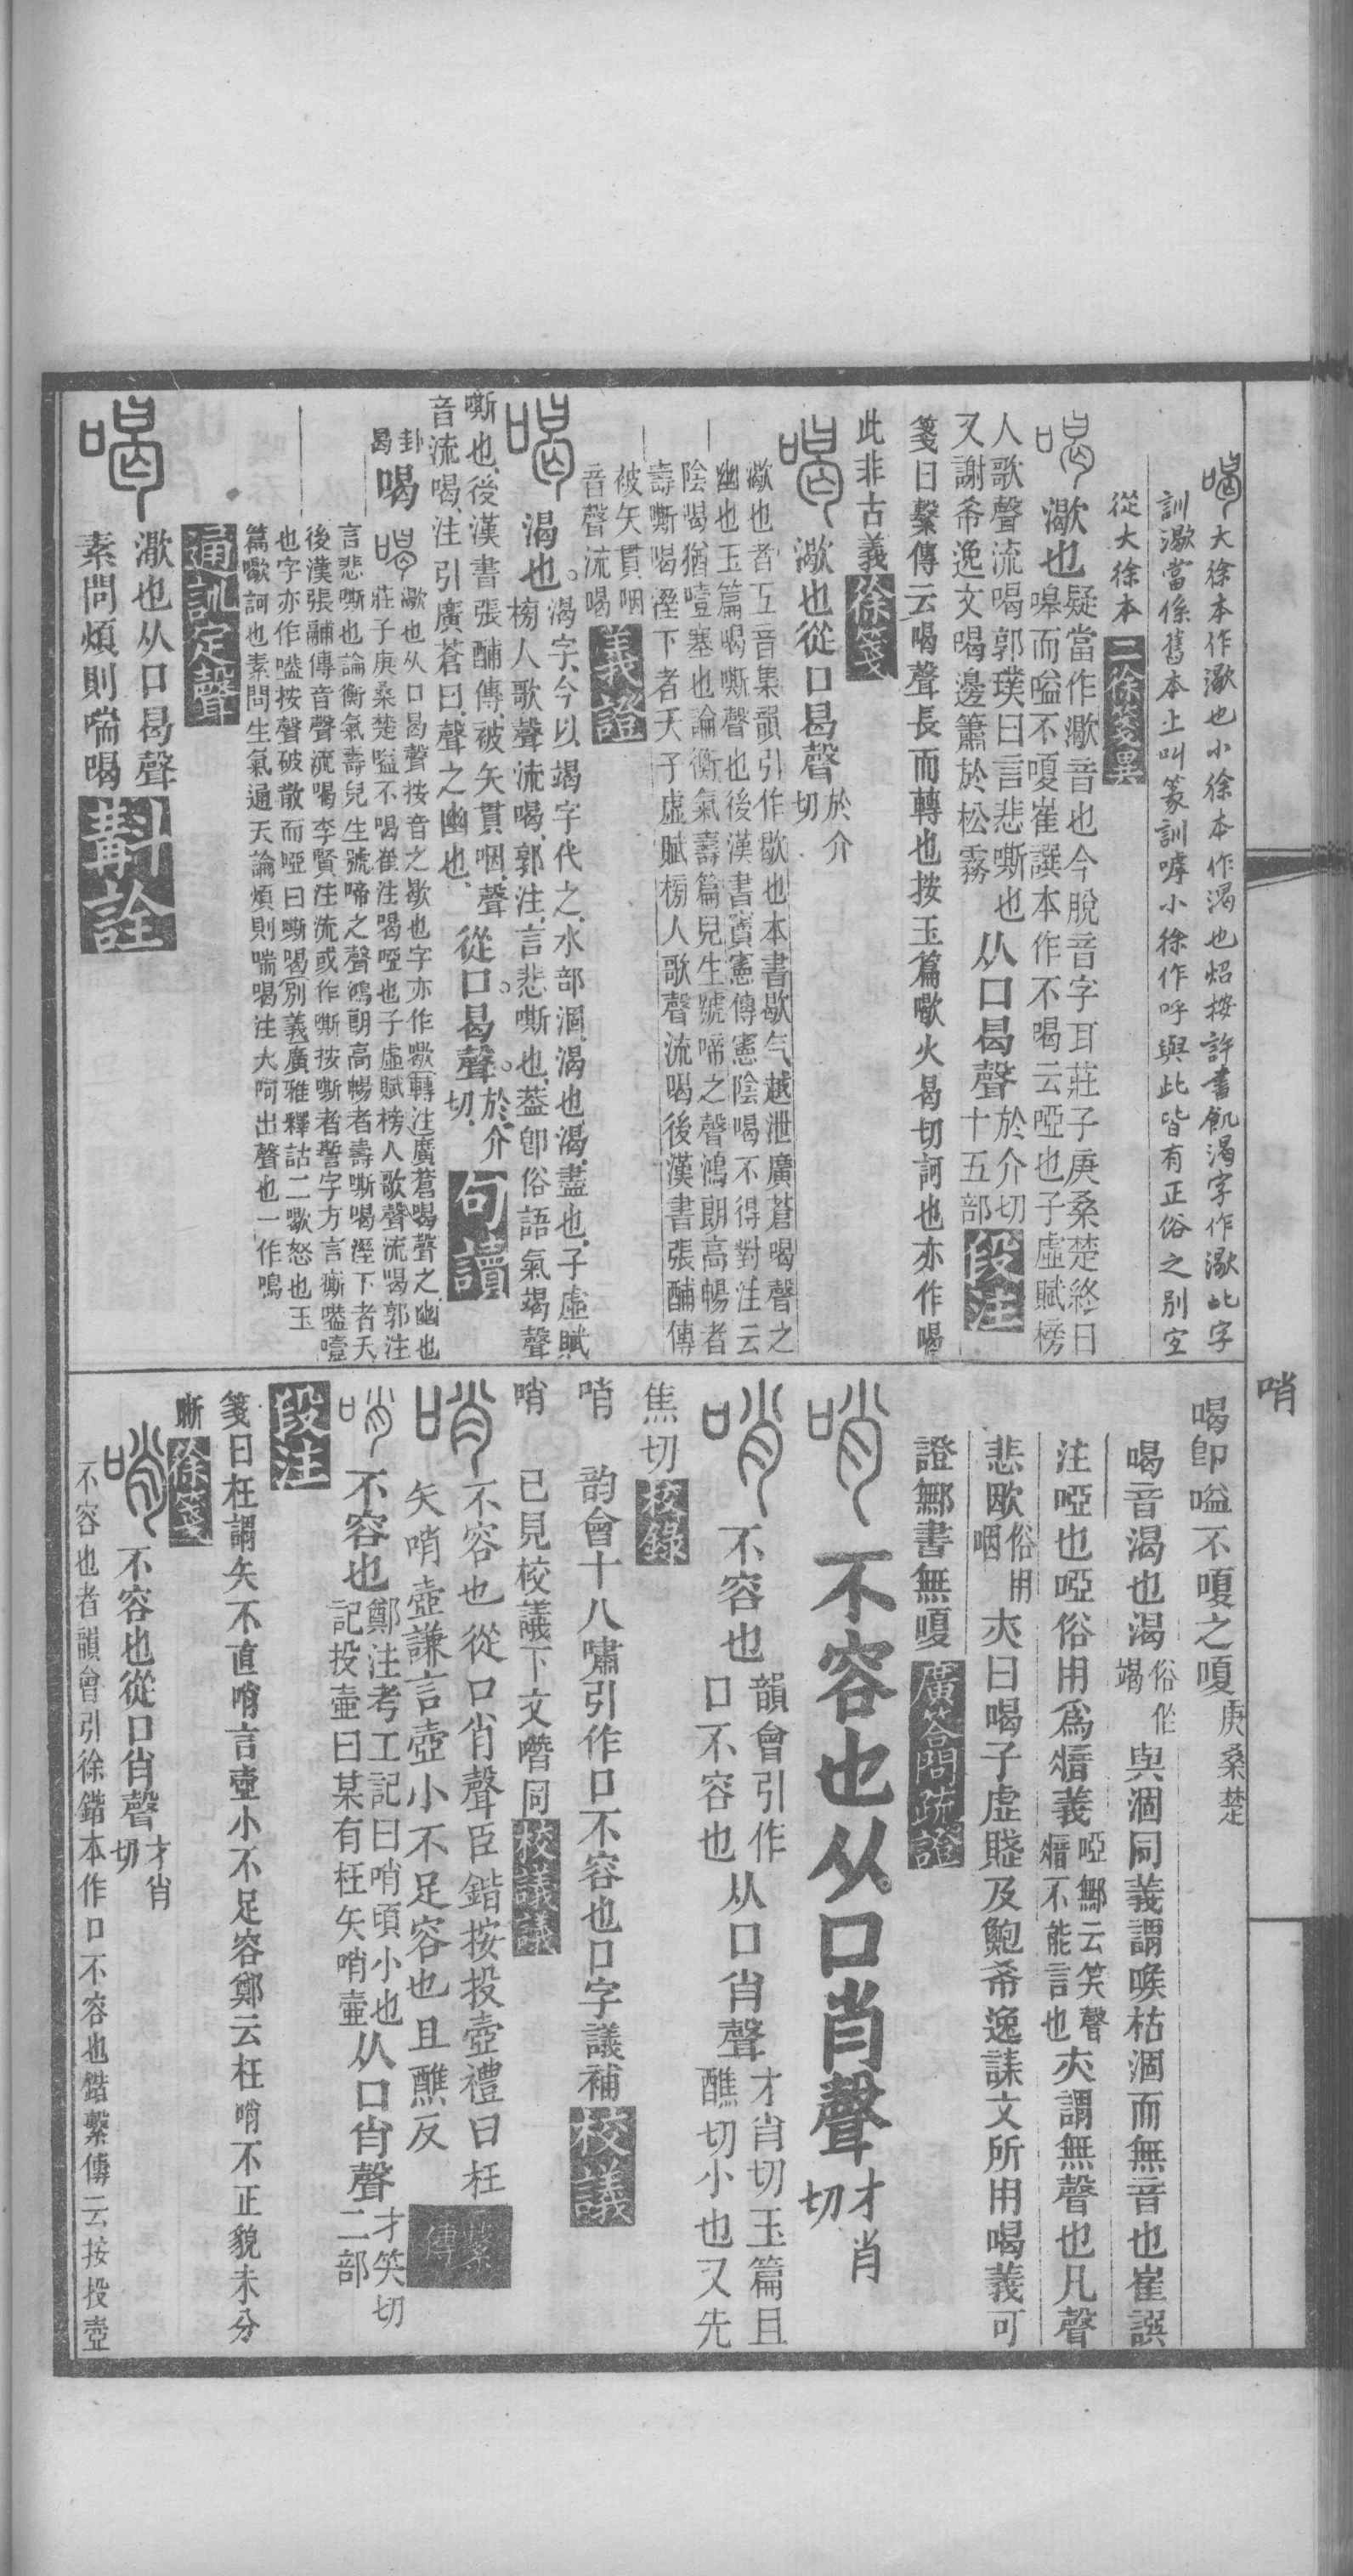 大徐本作㵣也小徐本作渴也炤按許書飢渴字作㵣此字
訓㵣當係舊本上叫篆訓嘑小徐作呼與此皆有正俗之別宐
從大徐本二徐箋異
㵣也疑當作㵣音也今脫音字耳莊子庚桑楚終日
嗥而嗌不嗄崔譔本作不喝云啞也子虛賦榜
人歌聲流喝郭璞曰言悲嘶也从口曷聲於介切
又謝希逸文喝邊簫於松霧
十五部段注
箋曰繫傳云喝聲長而轉也按玉篇㰤火曷切訶也亦作喝
此非古義徐箋
㵣也從口曷聲於介切
㵣也者五音集韻引作歇也本書歇气越泄廣蒼喝聲之
幽也玉篇喝嘶聲也後漢書竇憲傳憲陰喝不得對注云
陰喝猶噎塞也論衡氣壽篇兒生號啼之聲鴻朗高暢者
壽嘶喝溼下者夭子虛賦榜人歌聲流喝後漢書張酺傳
被矢貫咽
音聲流喝義證
渴也。渴字、今以竭字代之、水部涸、渴也、渴、盡也、子虛賦
榜人歌聲流喝、郭注、言悲嘶也、葢卽俗語氣竭聲
嘶也、後漢書張酺傳、被矢貫咽、聲
音流喝、注引廣蒼曰、聲之幽也、從口。曷聲。於介切、句讀
卦曷
喝
㵣也从口曷聲按音之歇也字亦作㰤轉注廣蒼喝聲之幽也
莊子庚桑楚嗌不喝崔注喝啞也子虛賦榜人歌聲流喝郭注
言悲嘶也論衡氣壽兒生號啼之聲鴻朗高暢者壽嘶喝溼下者夭
後漢張酺傳音聲流喝李賢注流或作嘶按嘶者誓字方言㾷嗌噎
也字亦作嗌按聲破散而啞曰嘶喝別義廣雅釋詁二㰤怒也玉
篇㰤訶也素問生氣通天論煩則喘喝注大呵出聲也一作鳴
通訓定聲
㵣也从口曷聲
素問煩則喘喝斠詮
哨
喝卽嗌不嗄之嗄庚桑楚
喝音渴也渴俗作竭與涸同義謂喉枯涸而無音也崔譔
注啞也啞俗用爲瘖義啞鄦云笑聲瘖不能言也夾謂無聲也凡聲
悲歐俗用咽夾曰喝子虛賦及鮑希逸誄文所用喝義可
證鄦書無嗄廣答問疏證
不容也从口肖聲才肖切
不容也韻會引作口不容也从口肖聲才肖切玉篇且醮切小也又先
焦切校錄
哨
韵會十八嘯引作口不容也口字議補校議
哨
已見校議下文暜同校議議
不容也從口肖聲臣鍇按投壺禮曰枉
矢哨壺謙言壺小不足容也且醮反繫傳
不容也鄭注考工記曰哨頃小也
記投壺曰某有枉矢哨壺从口肖聲才笑切二部
段注
箋曰枉謂矢不直哨言壺小不足容鄭云枉哨不正貌未分
晣徐箋
不容也從口肖聲才肖切
不容也者韻會引徐鍇本作口不容也鍇繫傳云按投壺